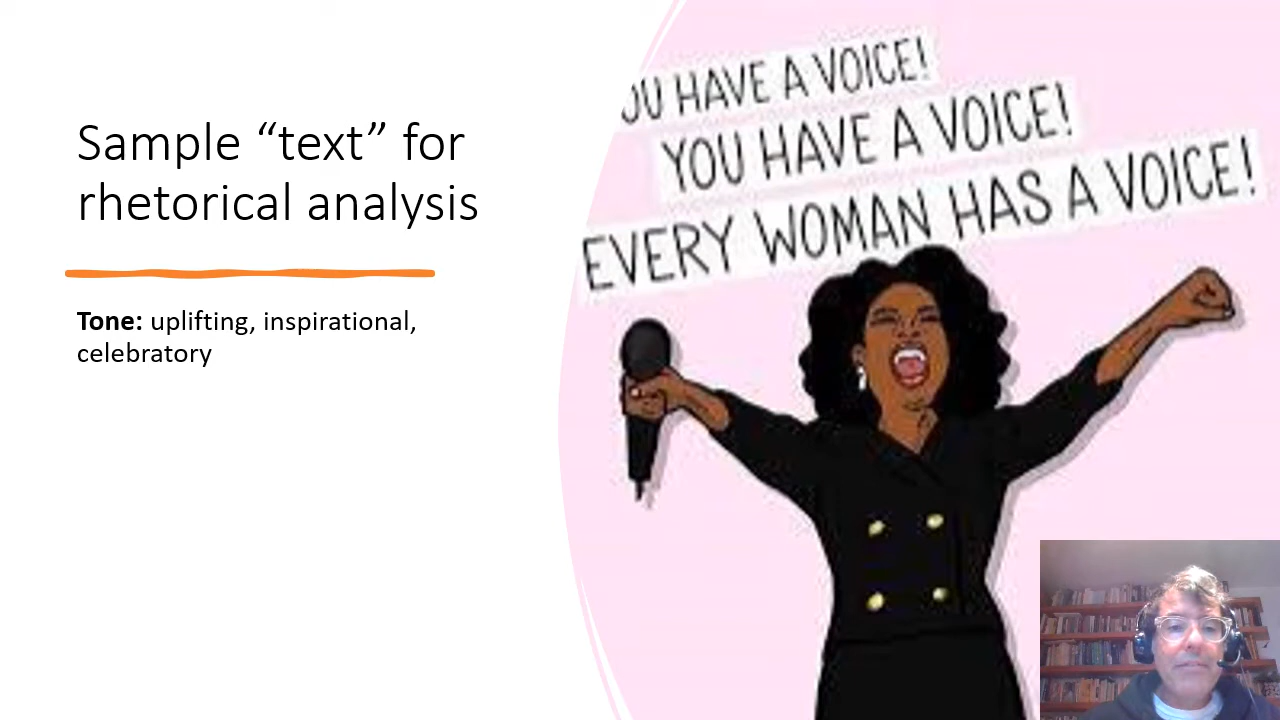 Sample “text” for
rhetorical analysis
Tone: uplifting, inspirational,
celebratory
OU HAVE A VOICE!
YOU HAVE A VOICE!
EVERY WOMAN HAS A VOICE!